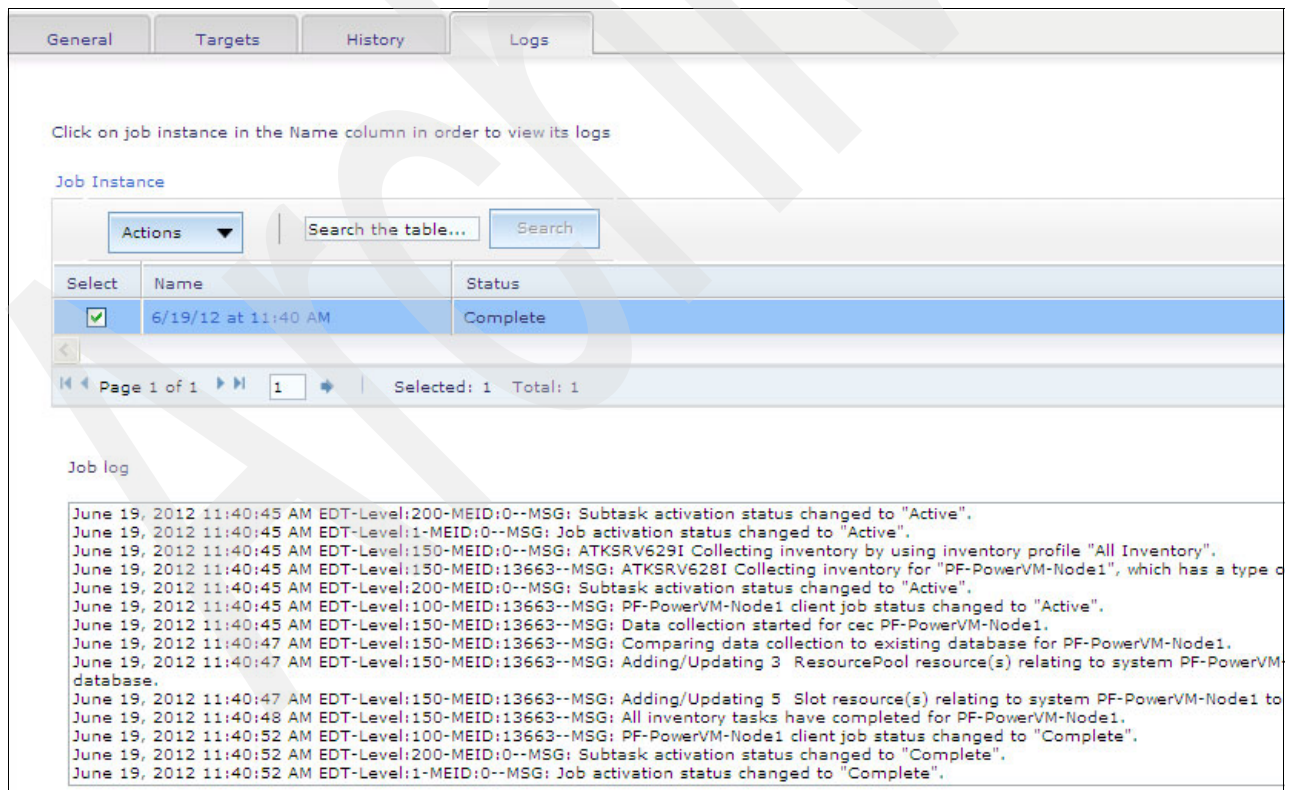 General Targets History Logs
Click on job instance in the Name column in order to view its logs
Job Instance
Actions Search the table... Search
Select Name Status
6/19/12 at 11:40 AM Complete
Page 1 of 1 1 Selected: 1 Total: 1
Job log
June 19, 2012 11:40:45 AM EDT-Level:200-MEID:0--MSG: Subtask activation status changed to "Active".
June 19, 2012 11:40:45 AM EDT-Level:1-MEID:0--MSG: Job activation status changed to "Active".
June 19, 2012 11:40:45 AM EDT-Level:150-MEID:0--MSG: ATKSRV629I Collecting inventory by using inventory profile "All Inventory".
June 19, 2012 11:40:45 AM EDT-Level:150-MEID:13663--MSG: ATKSRV628I Collecting inventory for "PF-PowerVM-Node1", which has a type o
June 19, 2012 11:40:45 AM EDT-Level:200-MEID:0--MSG: Subtask activation status changed to "Active".
June 19, 2012 11:40:45 AM EDT-Level:100-MEID:13663--MSG: PF-PowerVM-Node1 client job status changed to "Active".
June 19, 2012 11:40:45 AM EDT-Level:150-MEID:13663--MSG: Data collection started for cec PF-PowerVM-Node1.
June 19, 2012 11:40:47 AM EDT-Level:150-MEID:13663--MSG: Comparing data collection to existing database for PF-PowerVM-Node1.
June 19, 2012 11:40:47 AM EDT-Level:150-MEID:13663--MSG: Adding/Updating 3 ResourcePool resource(s) relating to system PF-PowerVM-
database.
June 19, 2012 11:40:47 AM EDT-Level:150-MEID:13663--MSG: Adding/Updating 5 Slot resource(s) relating to system PF-PowerVM-Node1 to
June 19, 2012 11:40:48 AM EDT-Level:150-MEID:13663--MSG: All inventory tasks have completed for PF-PowerVM-Node1.
June 19, 2012 11:40:52 AM EDT-Level:100-MEID:13663--MSG: PF-PowerVM-Node1 client job status changed to "Complete".
June 19, 2012 11:40:52 AM EDT-Level:200-MEID:0--MSG: Subtask activation status changed to "Complete".
June 19, 2012 11:40:52 AM EDT-Level:1-MEID:0--MSG: Job activation status changed to "Complete".